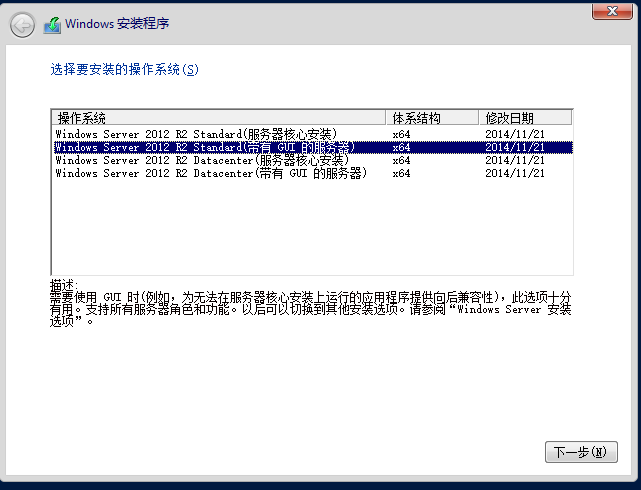 Windows 安装程序
选择要安装的操作系统(S)
操作系统 体系结构 修改日期
Windows Server 2012 R2 Standard(服务器核心安装) x64 2014/11/21
Windows Server 2012 R2 Standard(带有 GUI 的服务器) x64 2014/11/21
Windows Server 2012 R2 Datacenter(服务器核心安装) x64 2014/11/21
Windows Server 2012 R2 Datacenter(带有 GUI 的服务器) x64 2014/11/21
描述:
需要使用 GUI 时(例如，为无法在服务器核心安装上运行的应用程序提供向后兼容性)，此选项十分
有用。支持所有服务器角色和功能。以后可以切换到其他安装选项。请参阅“Windows Server 安装
选项”。
下一步(N)